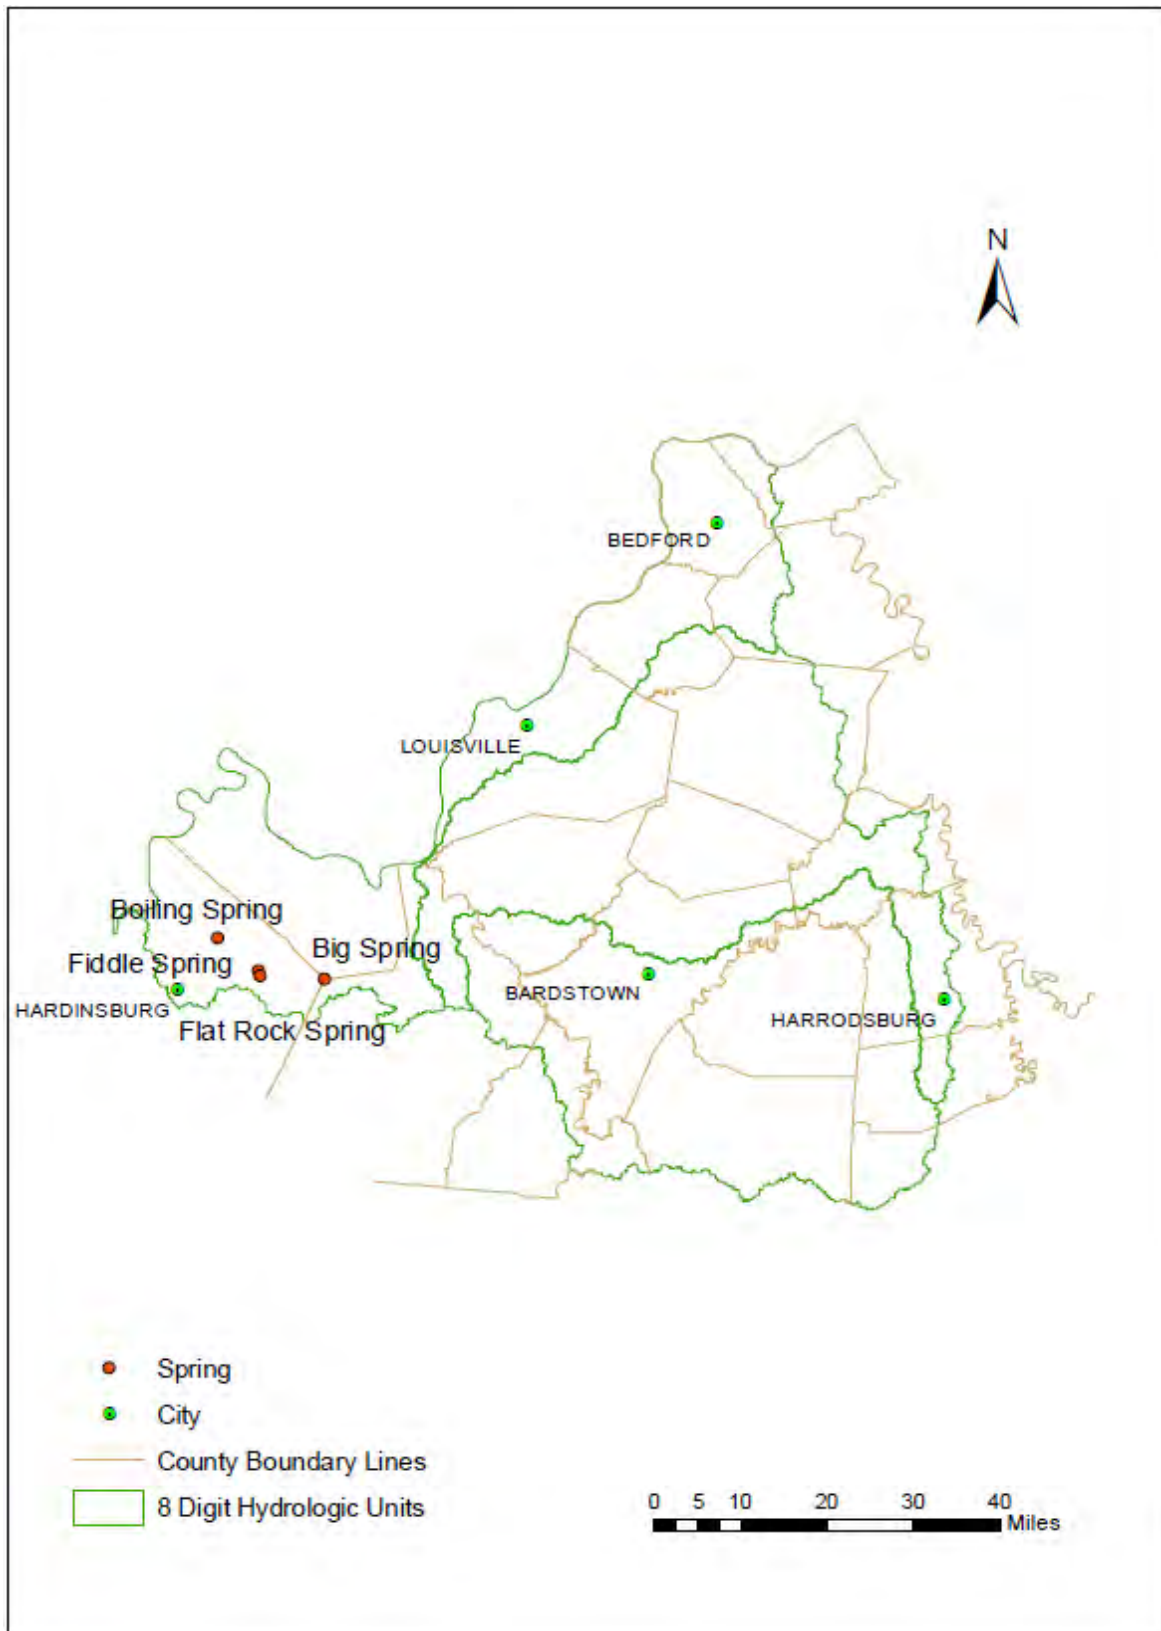 N
BEDFORD
LOUISVILLE
Boiling Spring
Big Spring
Fiddle Spring
BARDSTOWN
HARDINSBURG
HARRODSBURG
Flat Rock Spring
Spring
City
County Boundary Lines
8 Digit Hydrologic Units
0 5 10 20 30 40
Miles